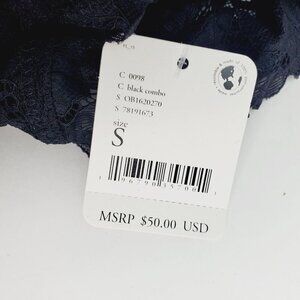 C 0098
C black combo
S OB1620270
S 78191673
size
S
MSRP $50.00 USD